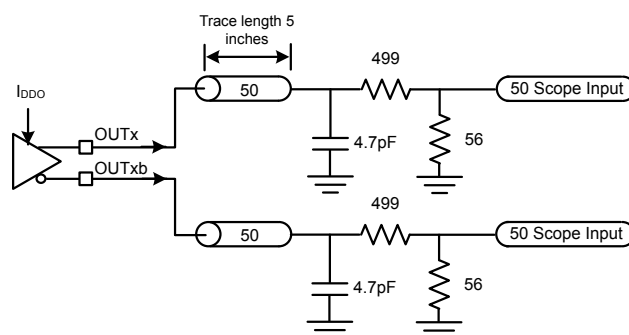 Trace length 5
inches
499
I_DDO
50
50 Scope Input
OUTx
4.7pF
56
OUTxb
499
50
50 Scope Input
4.7pF
56